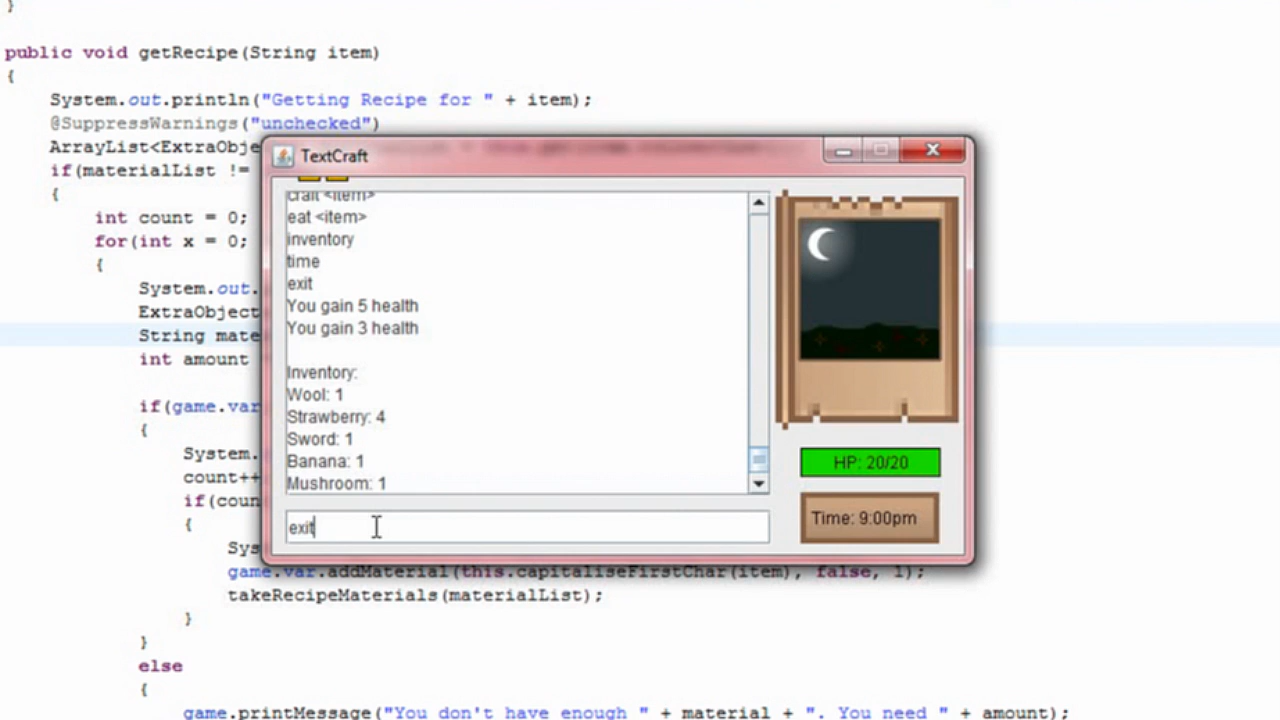 }
public void getRecipe(String item)
{
System.out.println("Getting Recipe for " + item);
@SuppressWarnings("unchecked")
ArrayList<ExtraObje
if(materialList !=
{
int count = 0;
for(int x = 0;
{
System.out.
ExtraObject
String mate
int amount
if(game.var
{
System.
count++
if(coun
{
Sys
game.var.addMaterial(this.capitaliseFirstChar(item), false, 1);
takeRecipeMaterials(materialList);
}
}
else
{
game.printMessage("You don't have enough " + material + ". You need " + amount);
TextCraft
craft <item>
eat <item>
inventory
time
exit
You gain 5 health
You gain 3 health
Inventory:
Wool: 1
Strawberry: 4
Sword: 1
Banana: 1
Mushroom: 1
exit
HP: 20/20
Time: 9:00pm